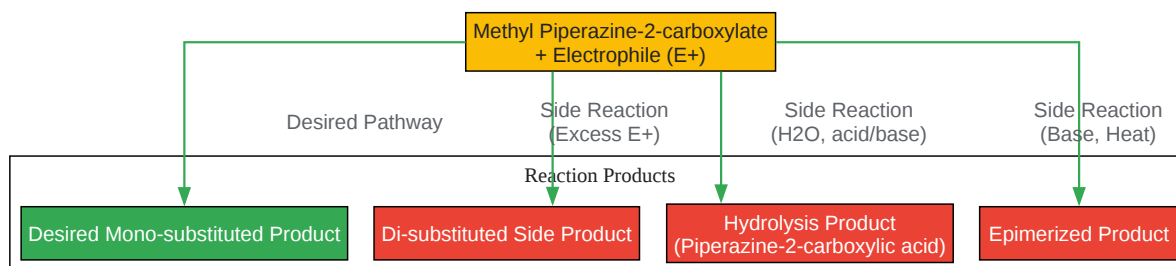 Methyl Piperazine-2-carboxylate
+ Electrophile (E+)
Desired Pathway
Side Reaction
(Excess E+)
Side Reaction
(H2O, acid/base)
Side Reaction
(Base, Heat)
Reaction Products
Desired Mono-substituted Product
Di-substituted Side Product
Hydrolysis Product
(Piperazine-2-carboxylic acid)
Epimerized Product